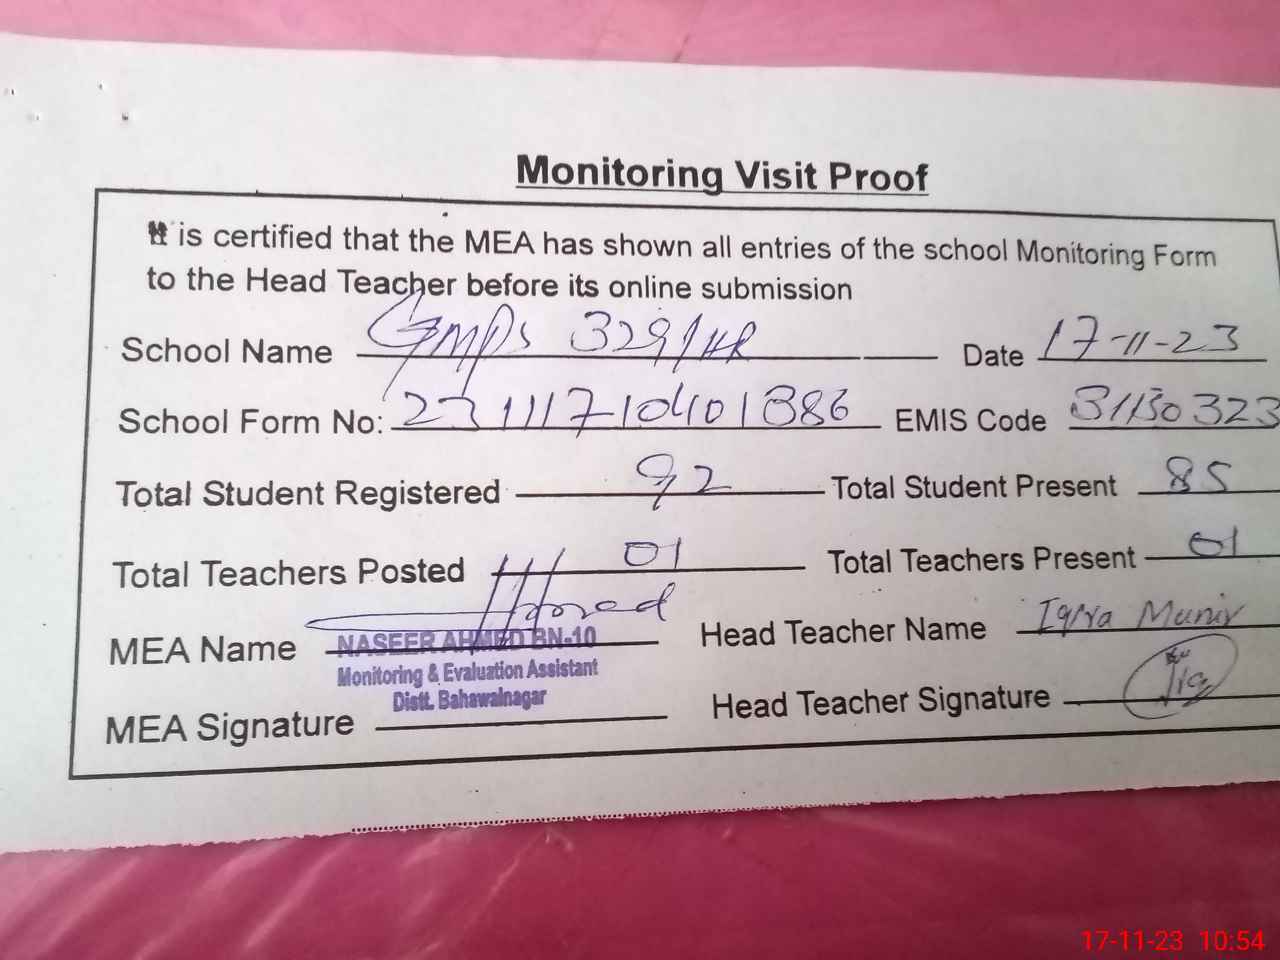 Monitoring Visit Proof
It is certified that the MEA has shown all entries of the school Monitoring Form
to the Head Teacher before its online submission
School Name GMPS 329/HR Date 17-11-23
School Form No: EMIS Code 31130323
Total Student Registered 92 Total Student Present 85
Total Teachers Posted 01 Total Teachers Present 01
MEA Name NASEER AHMED BN-10 Head Teacher Name Iqra Munir
Monitoring & Evaluation Assistant
Distt. Bahawalnagar
MEA Signature Head Teacher Signature
17-11-23 10:54